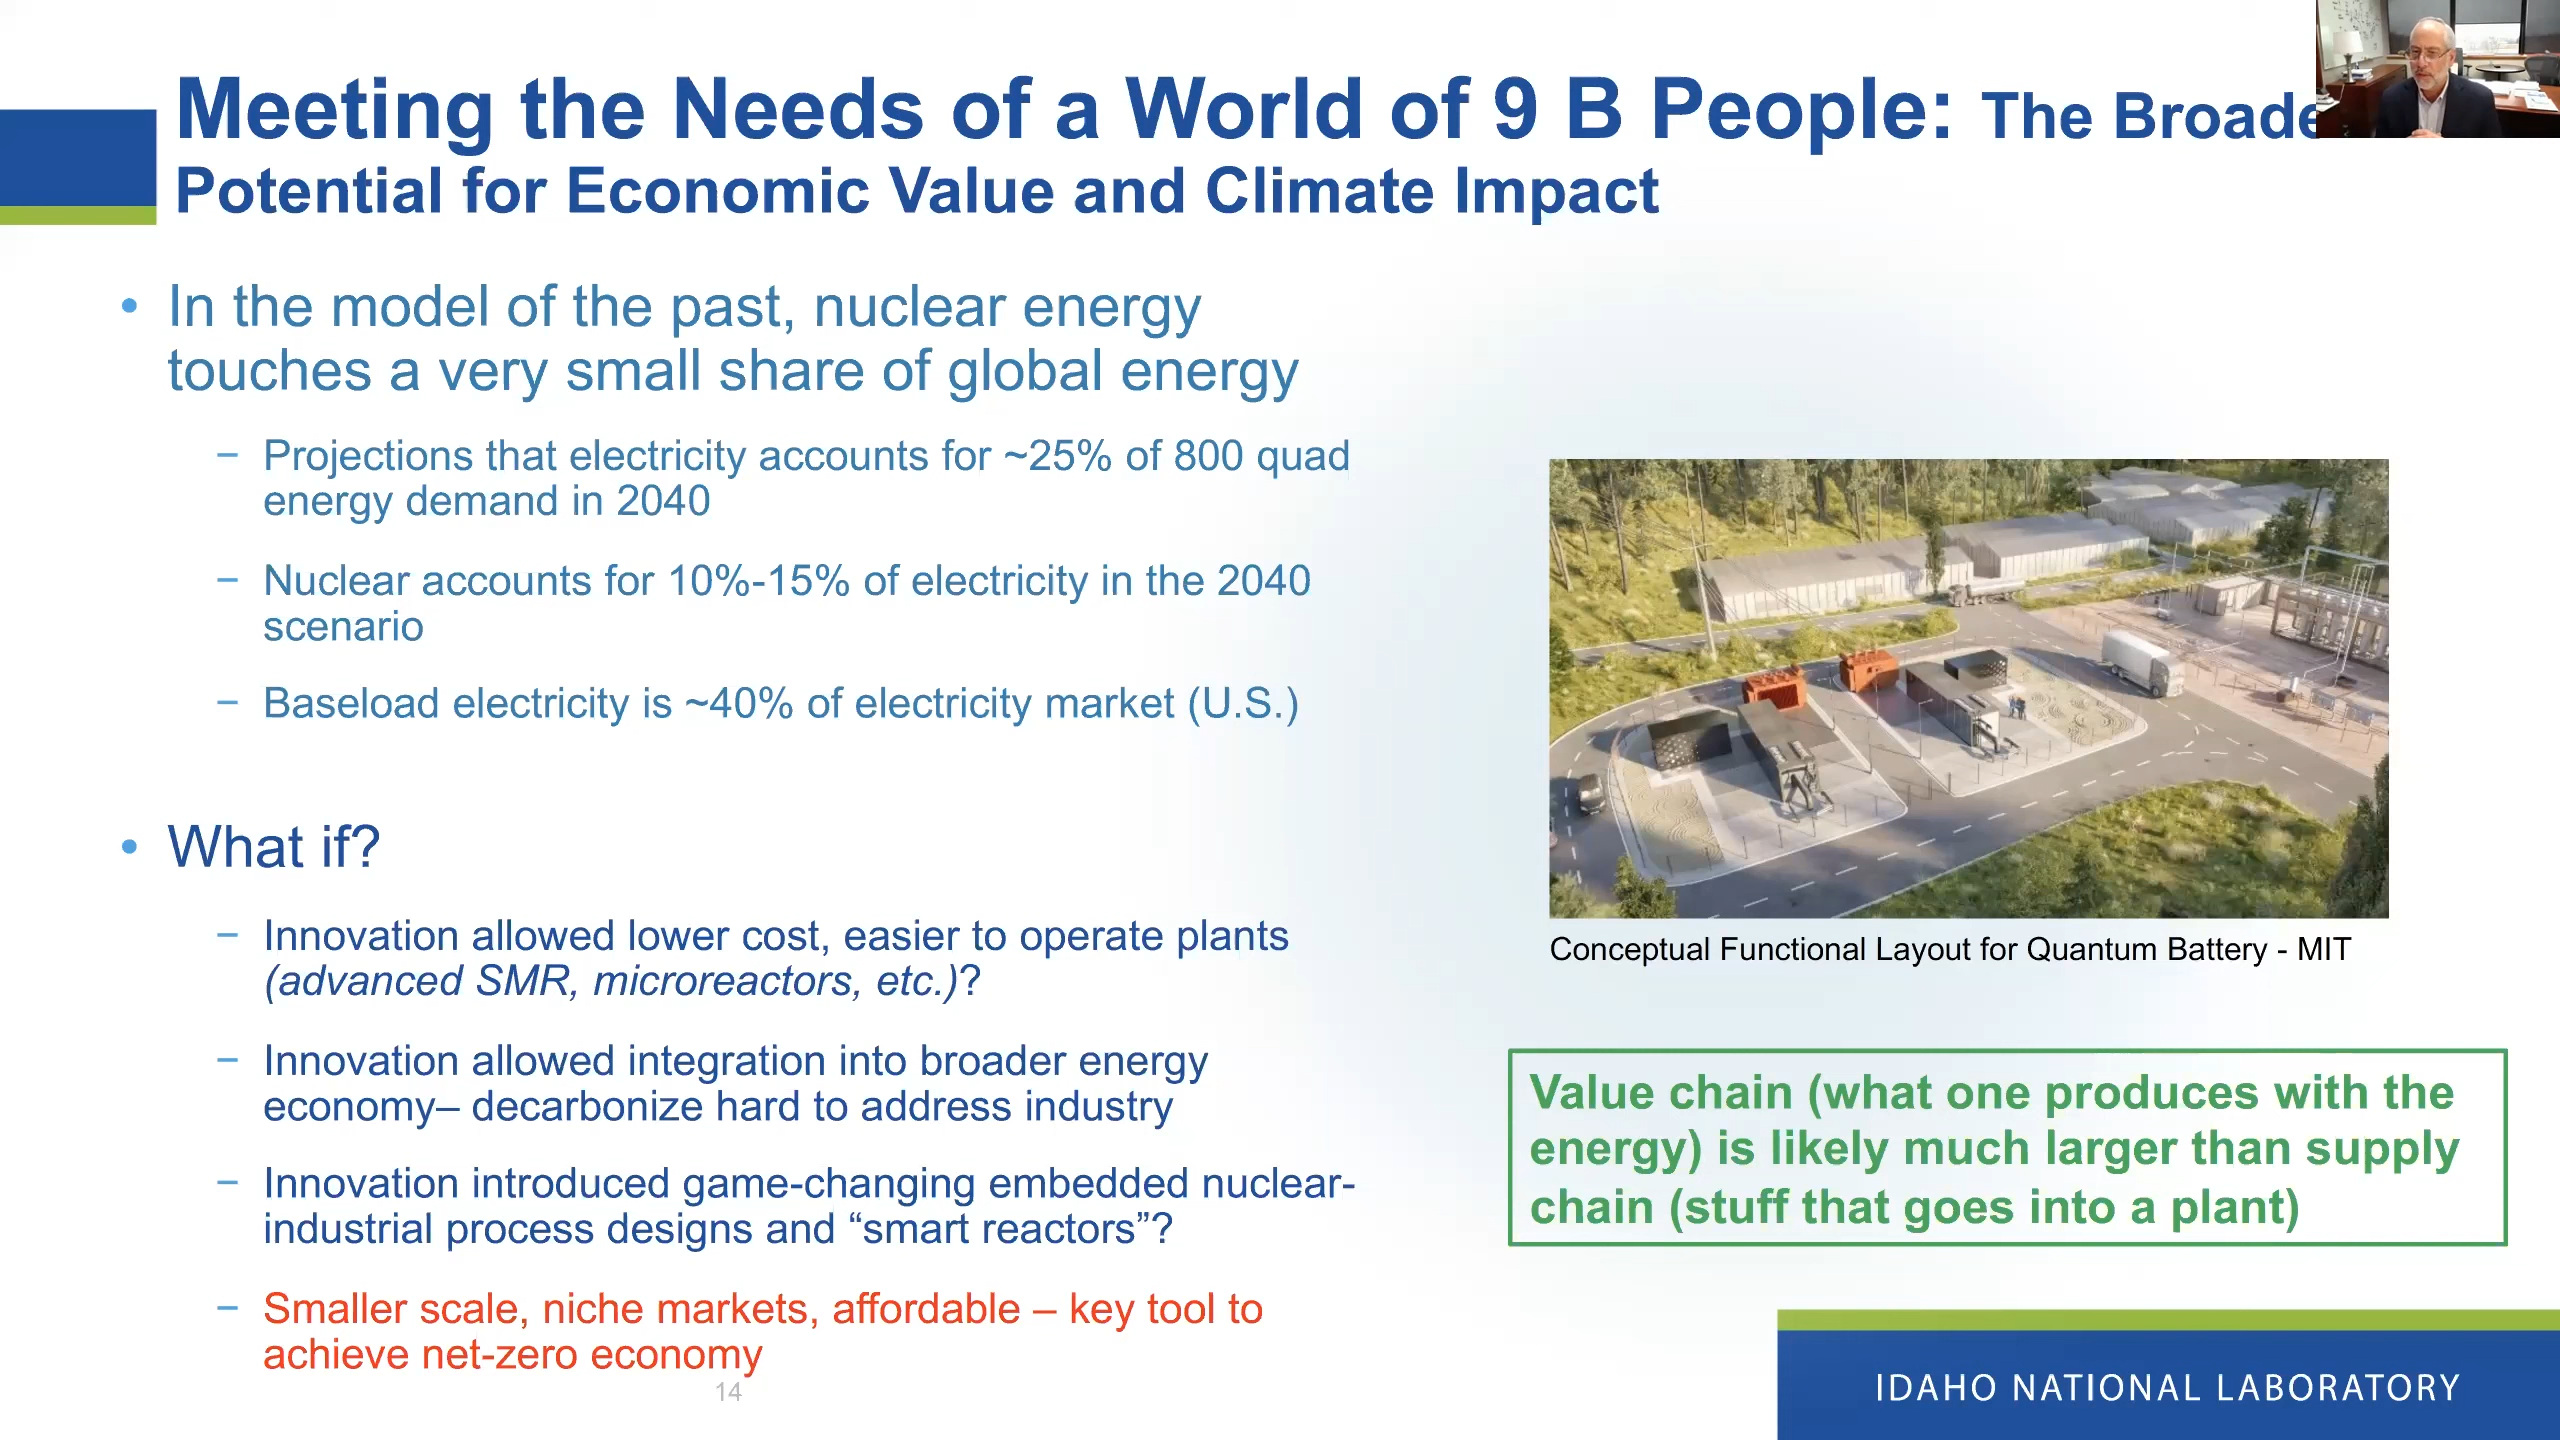 Meeting the Needs of a World of 9 B People: The
Potential for Economic Value and Climate Impact
• In the model of the past, nuclear energy
touches a very small share of global energy
− Projections that electricity accounts for ~25% of 800 quad
energy demand in 2040
− Nuclear accounts for 10%-15% of electricity in the 2040
scenario
− Baseload electricity is ~40% of electricity market (U.S.)
• What if?
− Innovation allowed lower cost, easier to operate plants
(advanced SMR, microreactors, etc.)?
− Innovation allowed integration into broader energy
economy– decarbonize hard to address industry
− Innovation introduced game-changing embedded nuclear-
industrial process designs and “smart reactors”?
− Smaller scale, niche markets, affordable – key tool to
achieve net-zero economy
Conceptual Functional Layout for Quantum Battery - MIT
Value chain (what one produces with the
energy) is likely much larger than supply
chain (stuff that goes into a plant)
14
IDAHO NATIONAL LABORATORY